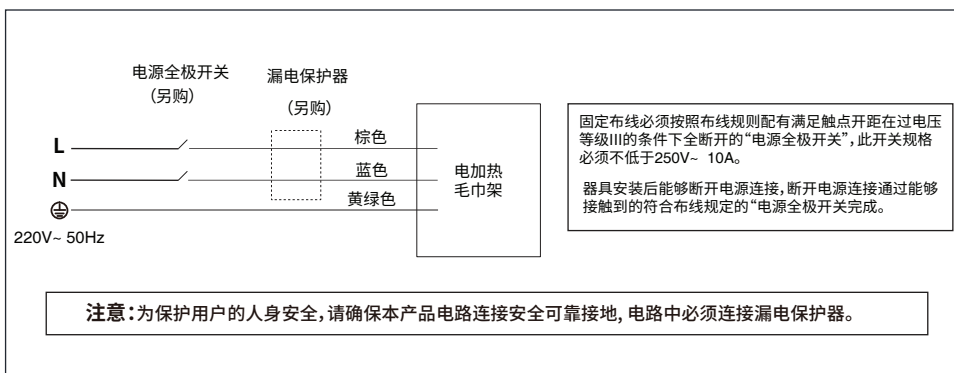 电源全极开关
（另购）
漏电保护器
（另购）
L
棕色
N
蓝色
黄绿色
220V~ 50Hz
电加热
毛巾架
固定布线必须按照布线规则配有满足触点开距在过电压
等级III的条件下全断开的“电源全极开关”，此开关规格
必须不低于250V~ 10A。
器具安装后能够断开电源连接，断开电源连接通过能够
接触到的符合布线规定的“电源全极开关完成。
注意：为保护用户的人身安全，请确保本产品电路连接安全可靠接地, 电路中必须连接漏电保护器。